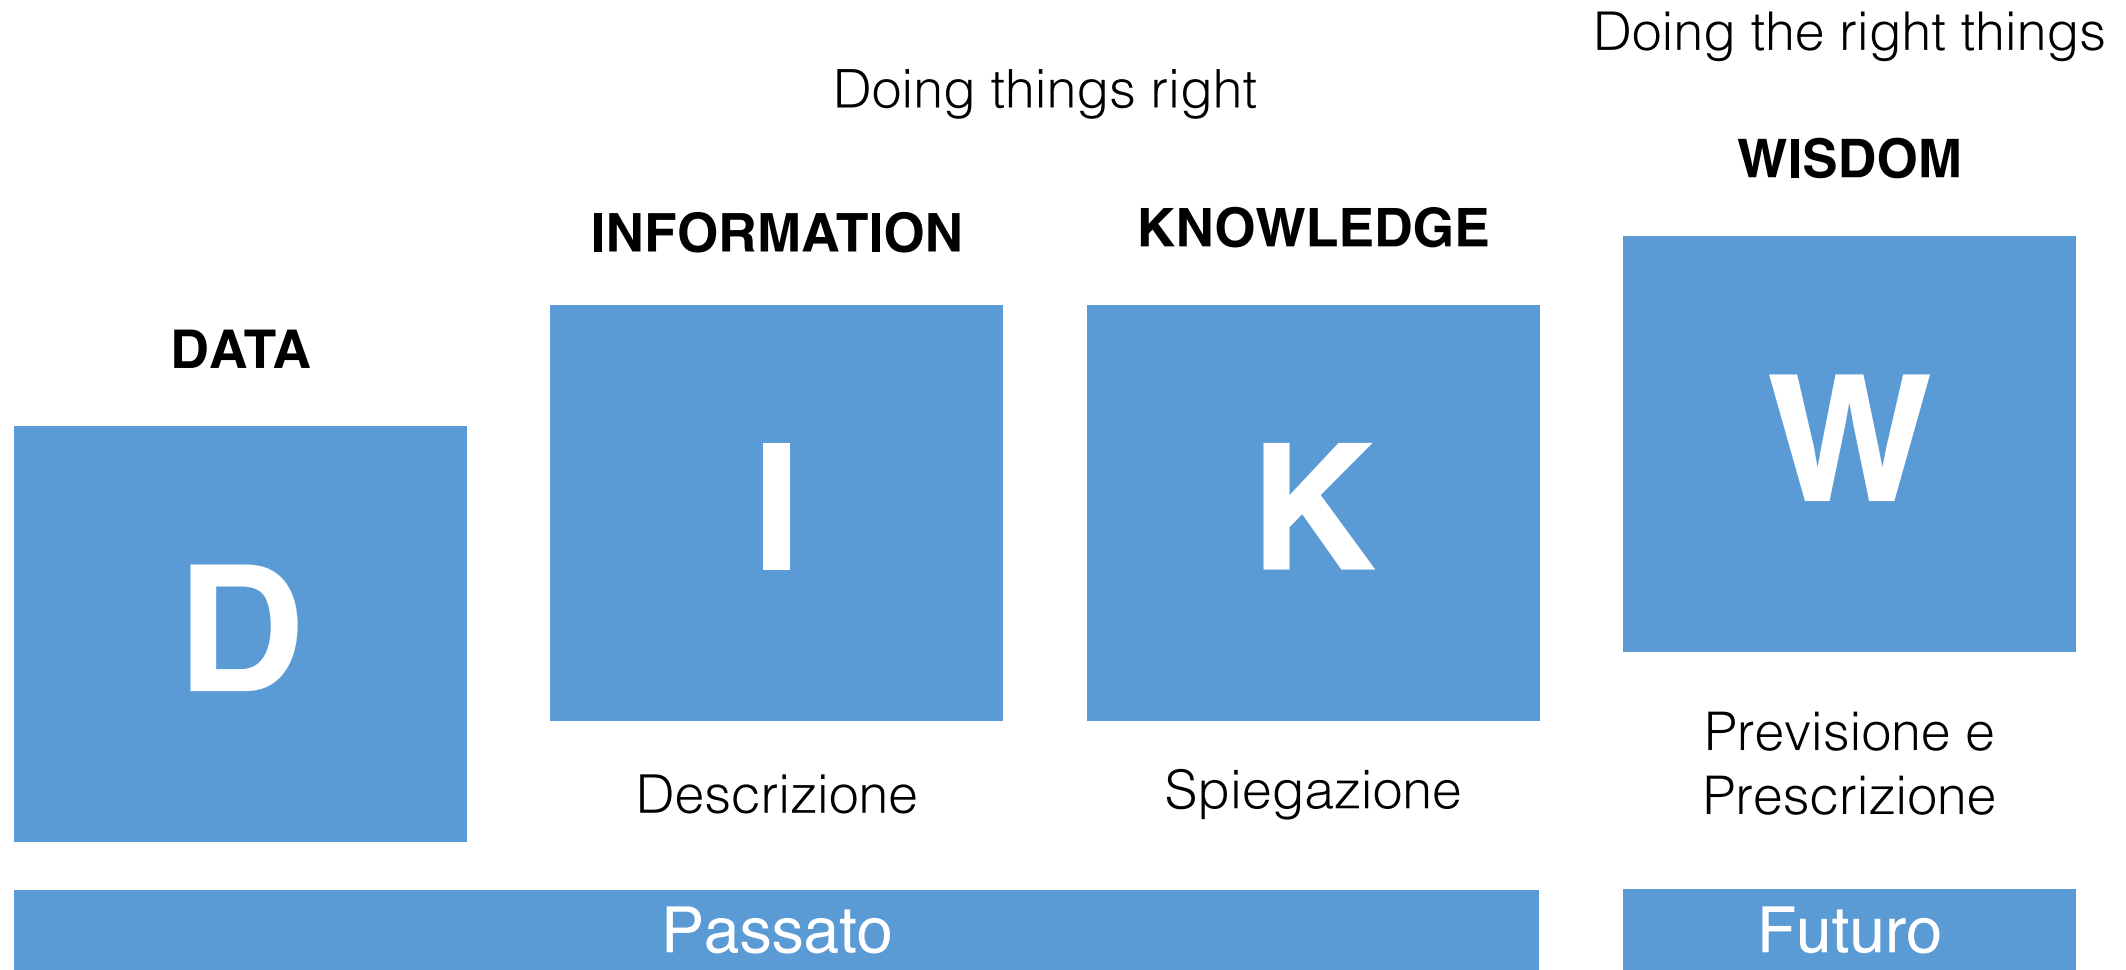 Doing the right things
Doing things right
WISDOM
INFORMATION
KNOWLEDGE
DATA
D
I
K
W
Descrizione
Spiegazione
Previsione e
Prescrizione
Passato
Futuro